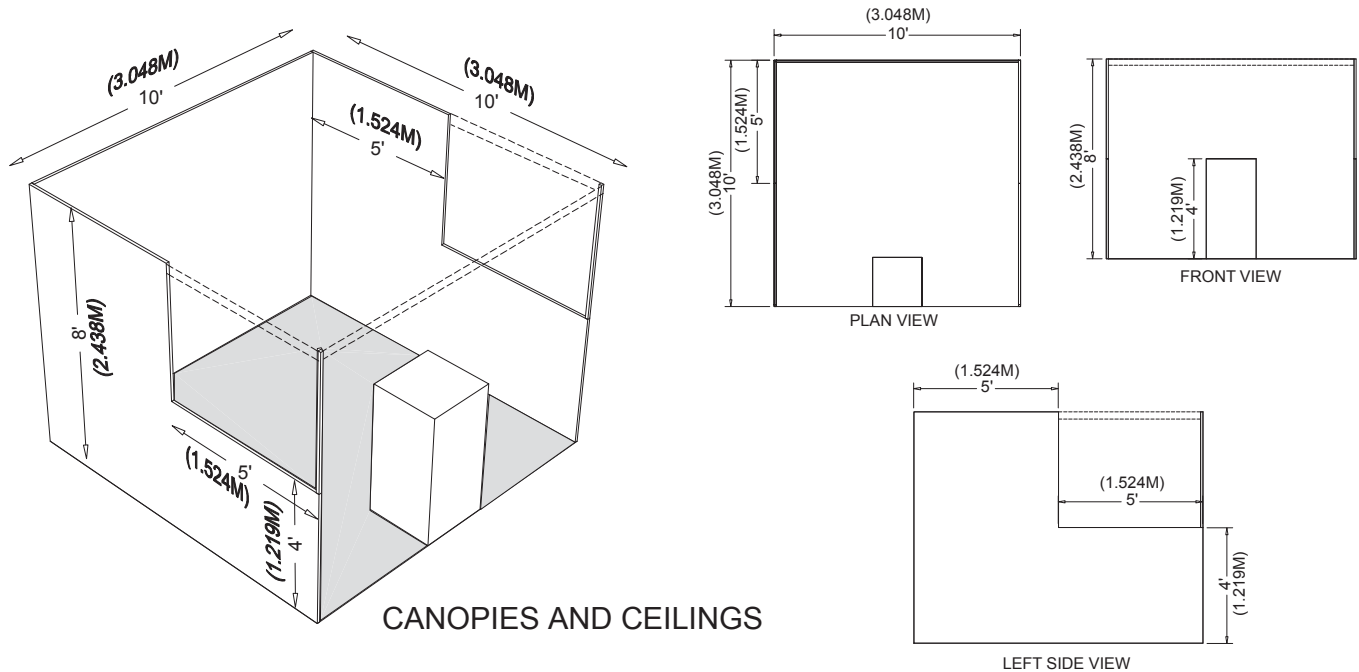 (3.048M)
10'
(3.048M)
10'
(1.524M)
5'
8'
(2.438M)
5'
(1.524M)
4'
(1.219M)
CANOPIES AND CEILINGS
(3.048M)
10'
(1.524M)
5'
(3.048M)
10'
PLAN VIEW
(2.438M)
8'
(1.219M)
4'
FRONT VIEW
(1.524M)
5'
(1.524M)
5'
4'
(1.219M)
LEFT SIDE VIEW